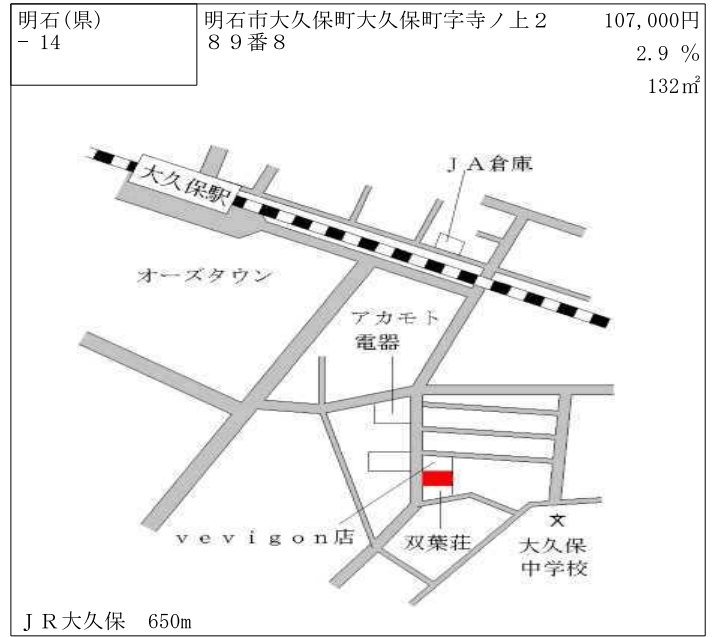 明石(県)
- 14
明石市大久保町大久保町字寺ノ上２
８９番８
107,000円
2.9 %
132㎡
ＪＡ倉庫
大久保駅
オーズタウン
アカモト
電器
ｖｅｖｉｇｏｎ店
双葉荘
文
大久保
中学校
ＪＲ大久保　650m